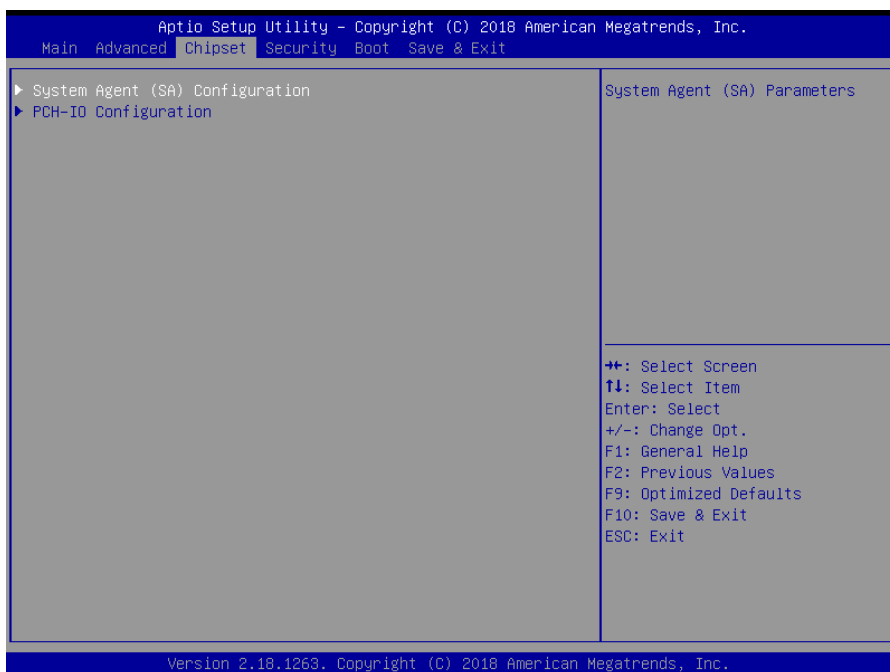 Aptio Setup Utility – Copyright (C) 2018 American Megatrends, Inc.
Main Advanced Chipset Security Boot Save & Exit
▶ System Agent (SA) Configuration
▶ PCH-IO Configuration
System Agent (SA) Parameters
→←: Select Screen
↑↓: Select Item
Enter: Select
+/-: Change Opt.
F1: General Help
F2: Previous Values
F9: Optimized Defaults
F10: Save & Exit
ESC: Exit
Version 2.18.1263. Copyright (C) 2018 American Megatrends, Inc.